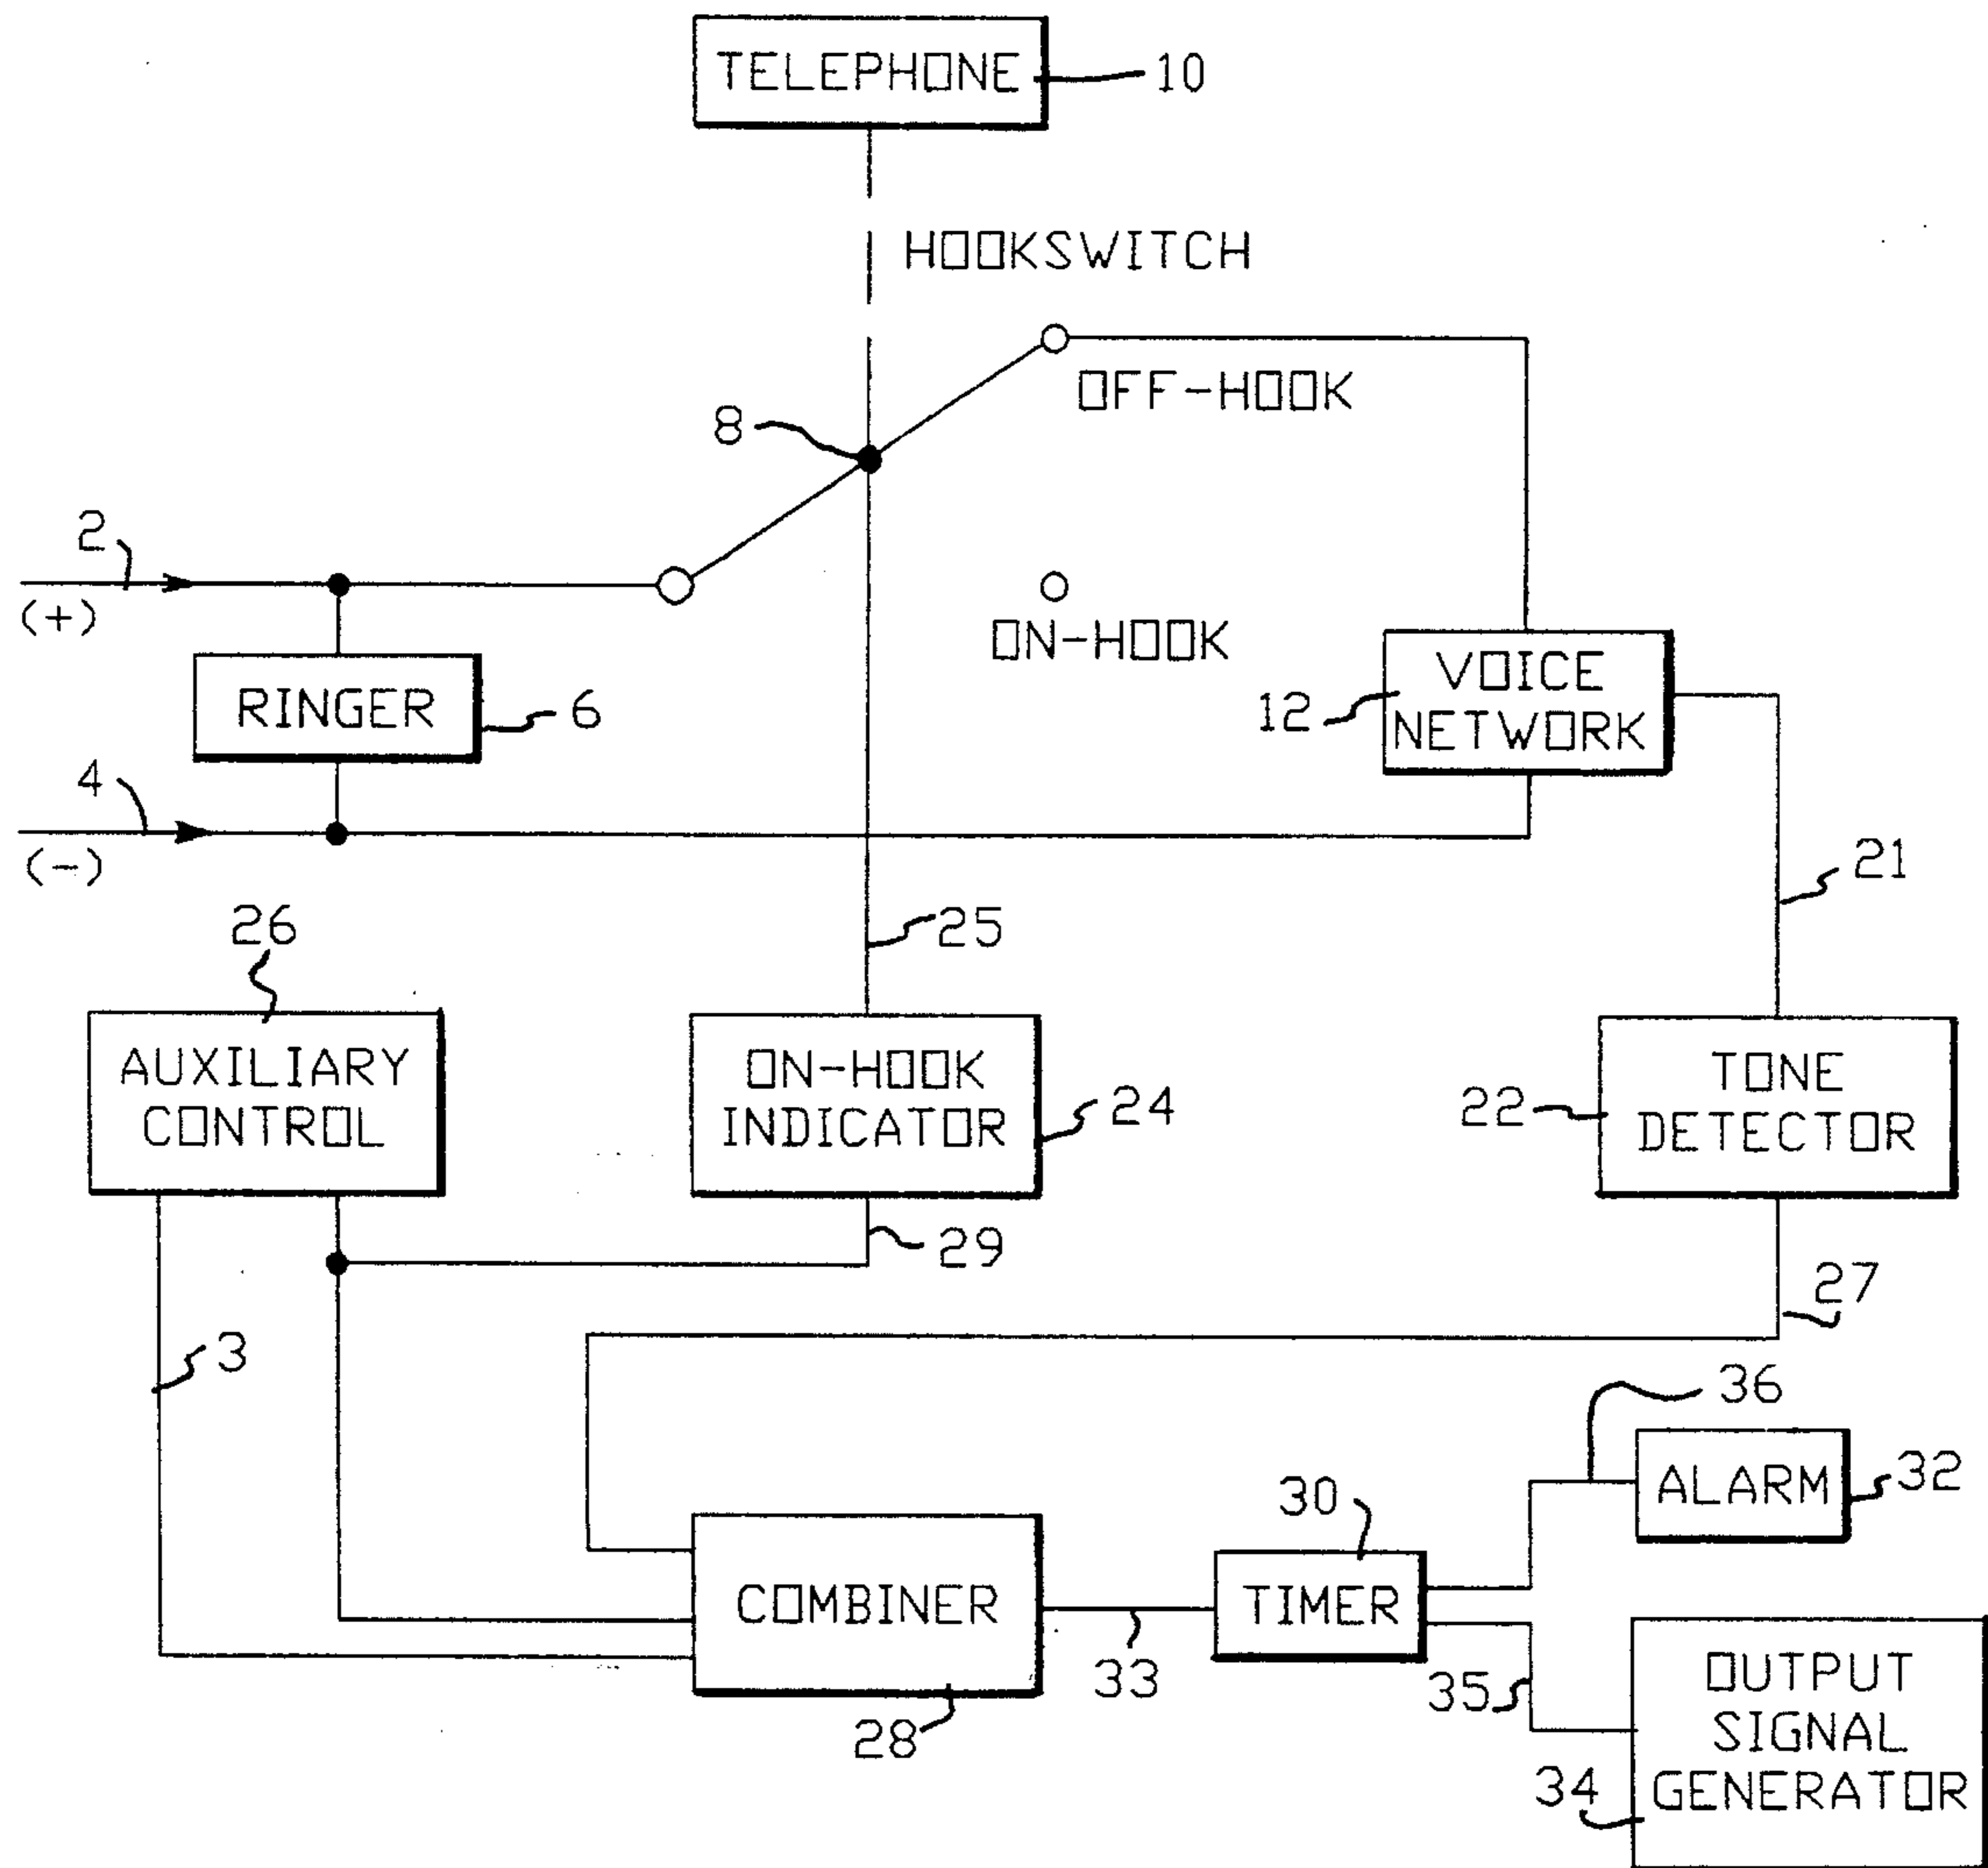 TELEPHONE
10
HOOKSWITCH
OFF-HOOK
8
2
(+)
ON-HOOK
RINGER
6
VOICE
NETWORK
12
4
(-)
21
26
25
AUXILIARY
CONTROL
ON-HOOK
INDICATOR
24
22
TONE
DETECTOR
29
27
3
36
ALARM
32
30
COMBINER
TIMER
33
28
35
OUTPUT
SIGNAL
GENERATOR
34